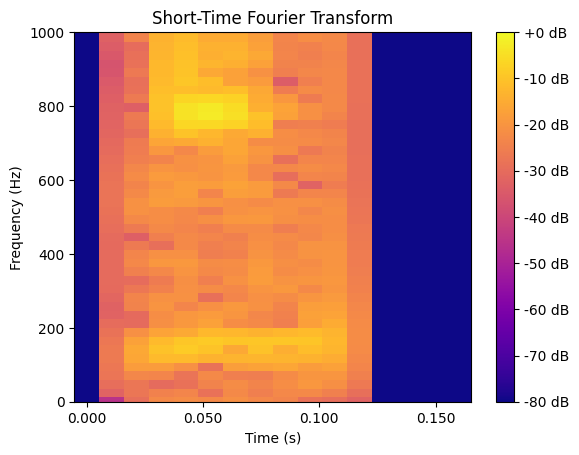 Short-Time Fourier Transform
Frequency (Hz)
1000
800
600
400
200
0
0.000
0.050
0.100
0.150
Time (s)
+0 dB
-10 dB
-20 dB
-30 dB
-40 dB
-50 dB
-60 dB
-70 dB
-80 dB